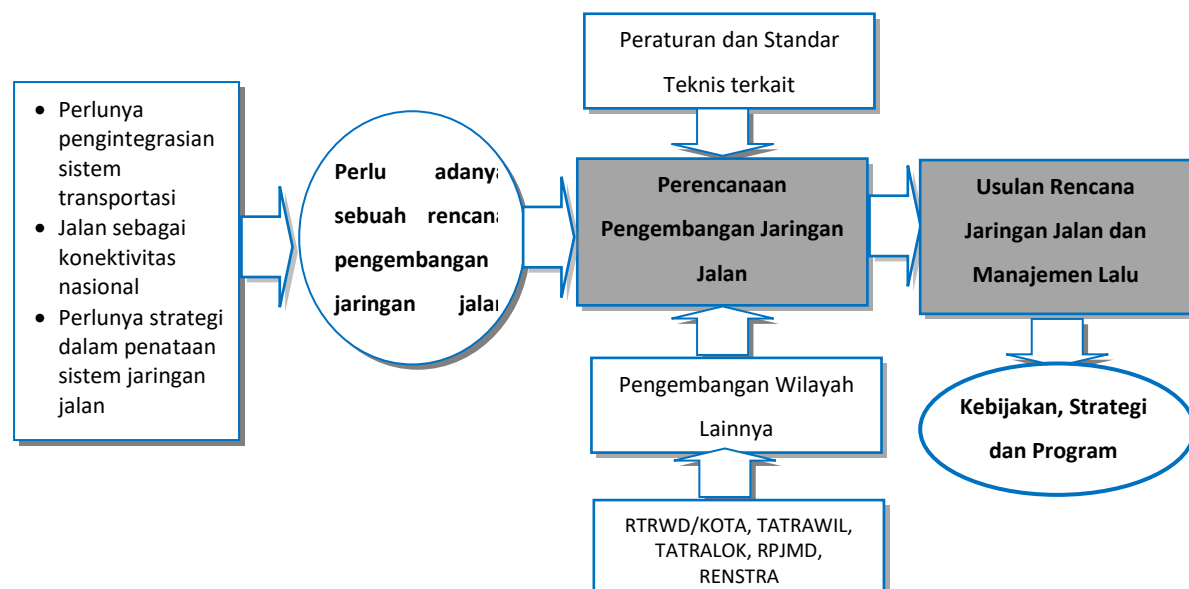 • Perlunya
pengintegrasian
sistem
transportasi
• Jalan sebagai
konektivitas
nasional
• Perlunya strategi
dalam penataan
sistem jaringan
jalan
Perlu adanya
sebuah rencana
pengembangan
jaringan jalan
Peraturan dan Standar
Teknis terkait
Perencanaan
Pengembangan Jaringan
Jalan
Pengembangan Wilayah
Lainnya
RTRWD/KOTA, TATRAWIL,
TATRALOK, RPJMD,
RENSTRA
Usulan Rencana
Jaringan Jalan dan
Manajemen Lalu
Kebijakan, Strategi
dan Program